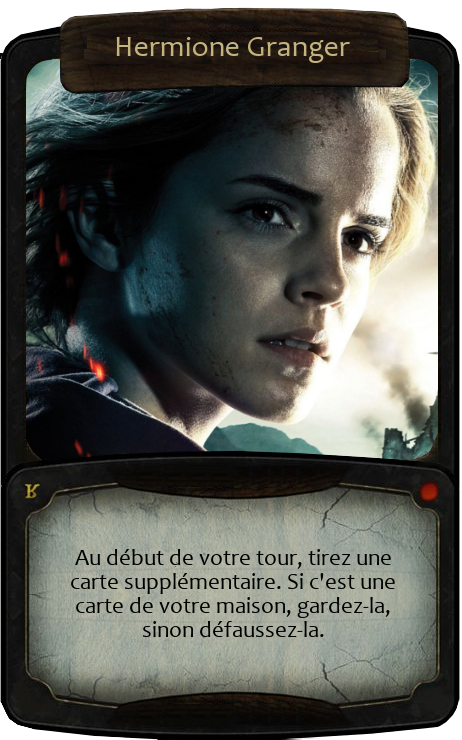 Hermione Granger
Au début de votre tour, tirez une
carte supplémentaire. Si c'est une
carte de votre maison, gardez-la,
sinon défaussez-la.